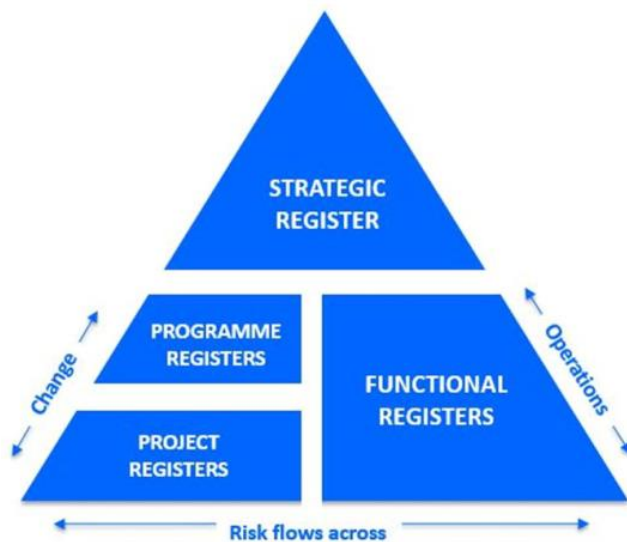 STRATEGIC
REGISTER
PROGRAMME
REGISTERS
FUNCTIONAL
REGISTERS
PROJECT
REGISTERS
Change
Operations
Risk flows across